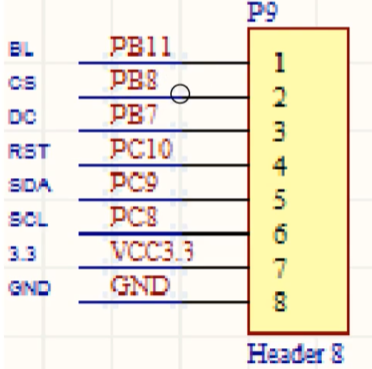 P9
BL PB11 1
CS PB8 2
DC PB7 3
RST PC10 4
SDA PC9 5
SCL PC8 6
3.3 VCC3.3 7
GND GND 8
Header 8